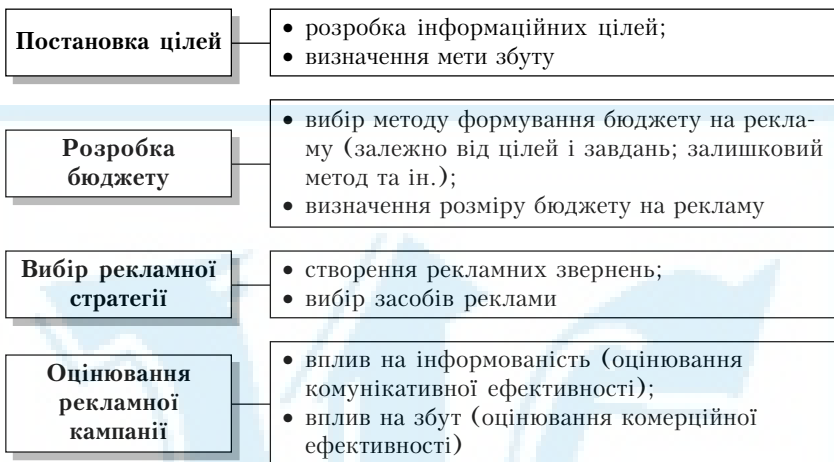 Постановка цілей
• розробка інформаційних цілей;
• визначення мети збуту
Розробка
бюджету
• вибір методу формування бюджету на рекла-
му (залежно від цілей і завдань; залишковий
метод та ін.);
• визначення розміру бюджету на рекламу
Вибір рекламної
стратегії
• створення рекламних звернень;
• вибір засобів реклами
Оцінювання
рекламної
кампанії
• вплив на інформованість (оцінювання
комунікативної ефективності);
• вплив на збут (оцінювання комерційної
ефективності)